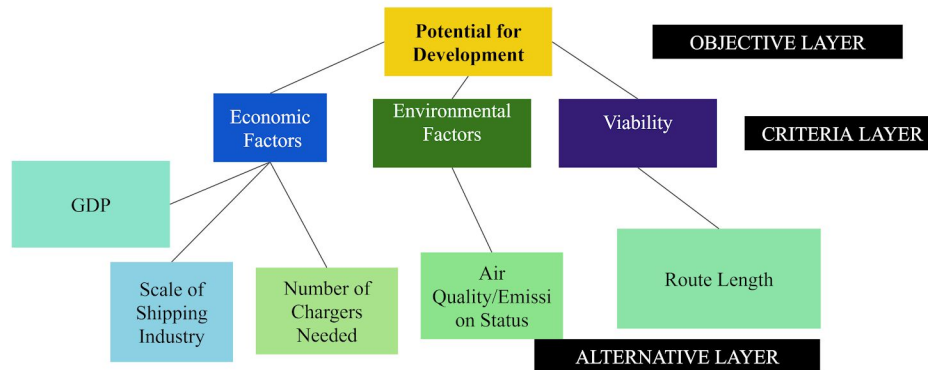 Potential for
Development
OBJECTIVE LAYER
Economic
Factors
Environmental
Factors
Viability
CRITERIA LAYER
GDP
Scale of
Shipping
Industry
Number of
Chargers
Needed
Air
Quality/Emissi
on Status
Route Length
ALTERNATIVE LAYER